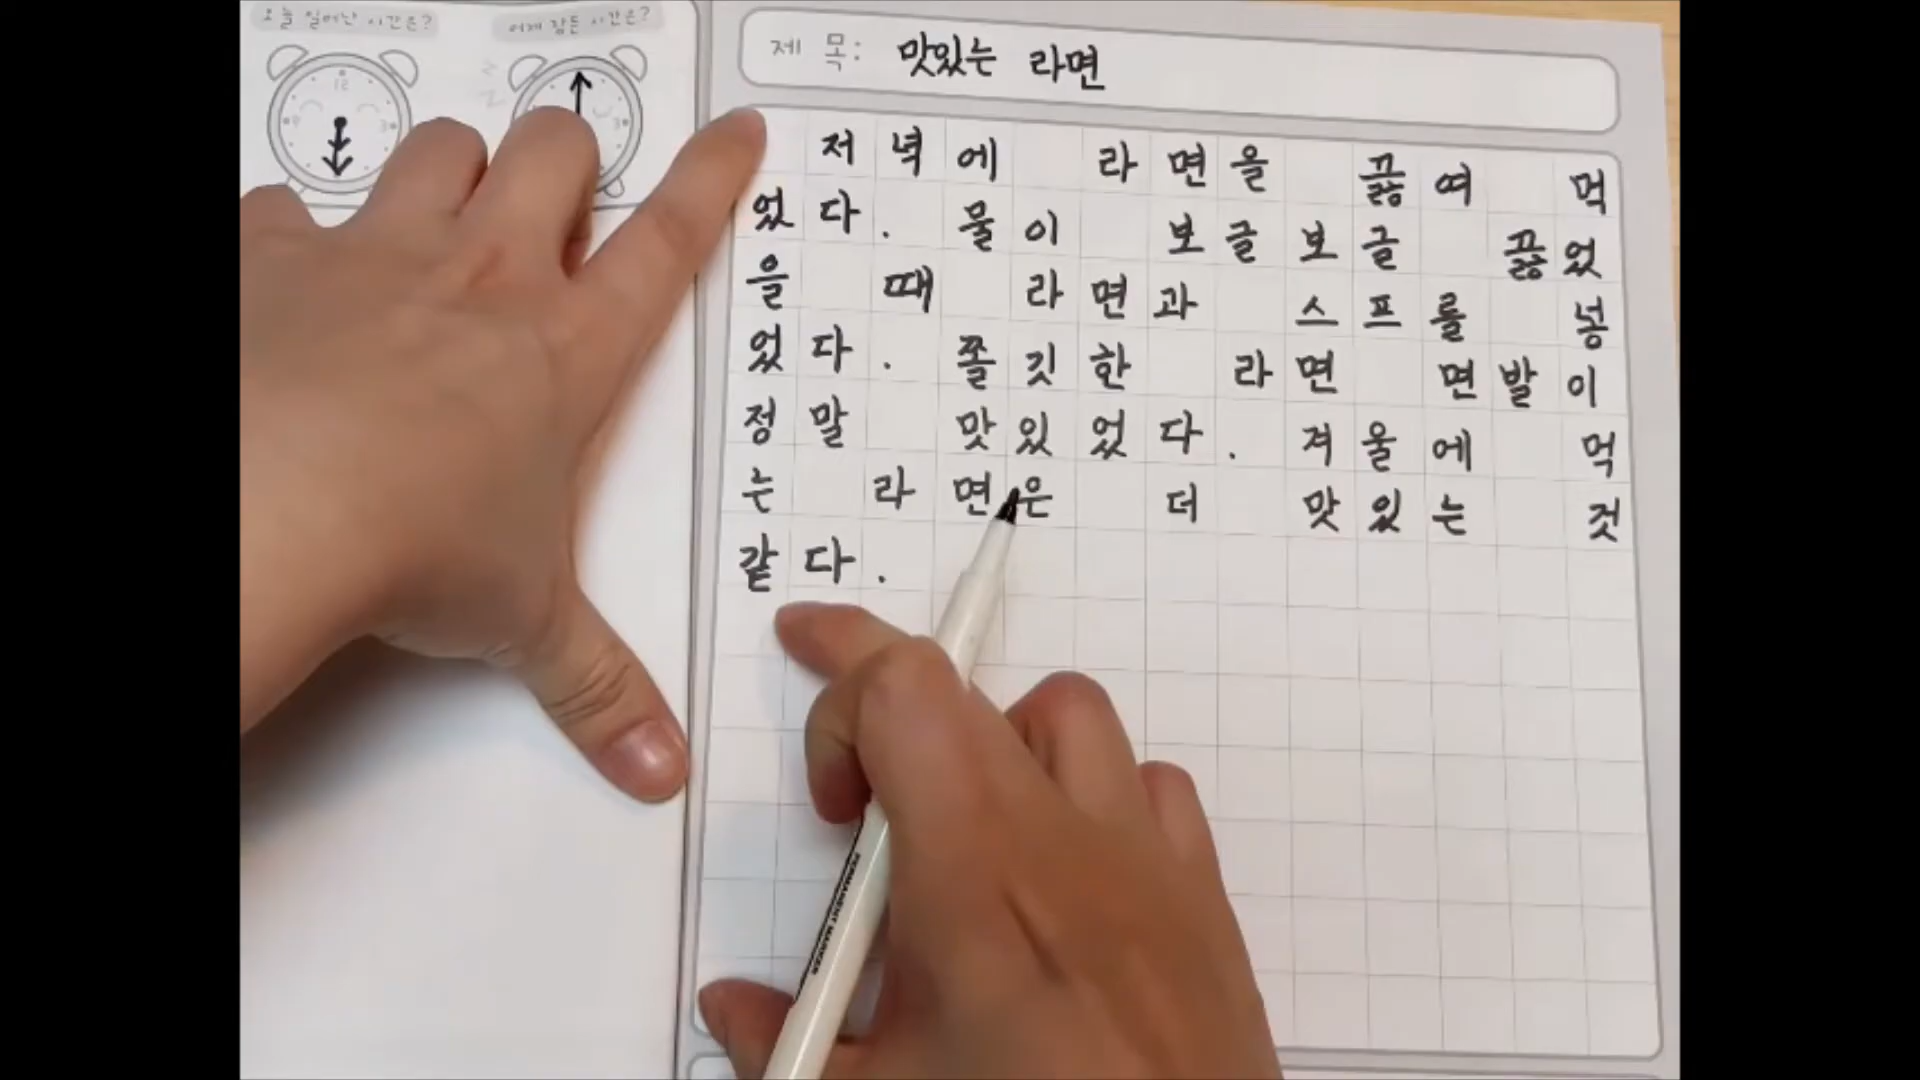 오늘 일어난 시간은?
어제 잠든 시간은?
제 목: 맛있는 라면
저녁에 라면을 끓여 먹
었다. 물이 보글보글 끓었
을 때 라면과 스프를 넣
었다. 쫄깃한 라면 면발이
정말 맛있었다. 겨울에 먹
는 라면은 더 맛있는 것
같다.
PERMANENT MARKER